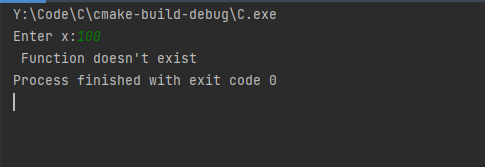 Y:\Code\C\cmake-build-debug\C.exe
Enter x:100
Function doesn't exist
Process finished with exit code 0